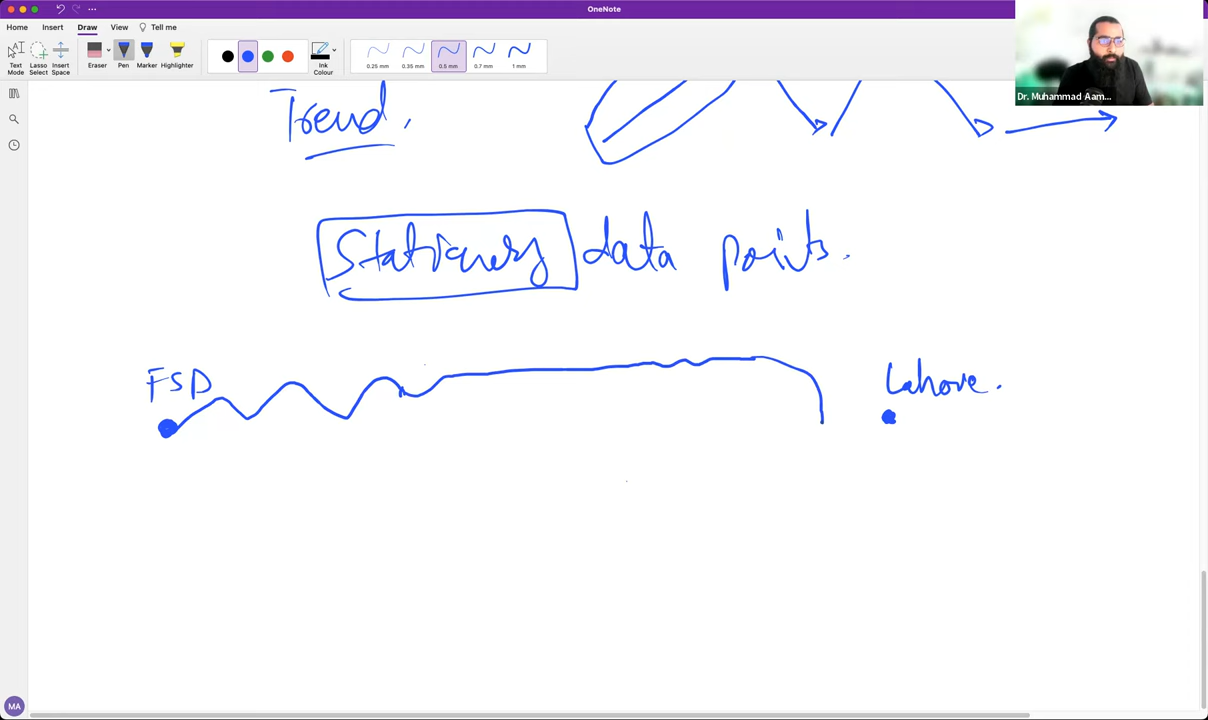 OneNote
Home Insert Draw View Tell me
Text Mode
Lasso Select
Insert Space
Eraser
Pen
Marker
Highlighter
Ink Colour
0.25 mm
0.35 mm
0.5 mm
0.7 mm
1 mm
Dr. Muhammad Aam...
Trend,
Stationery data points.
FSD
Lahore.
MA